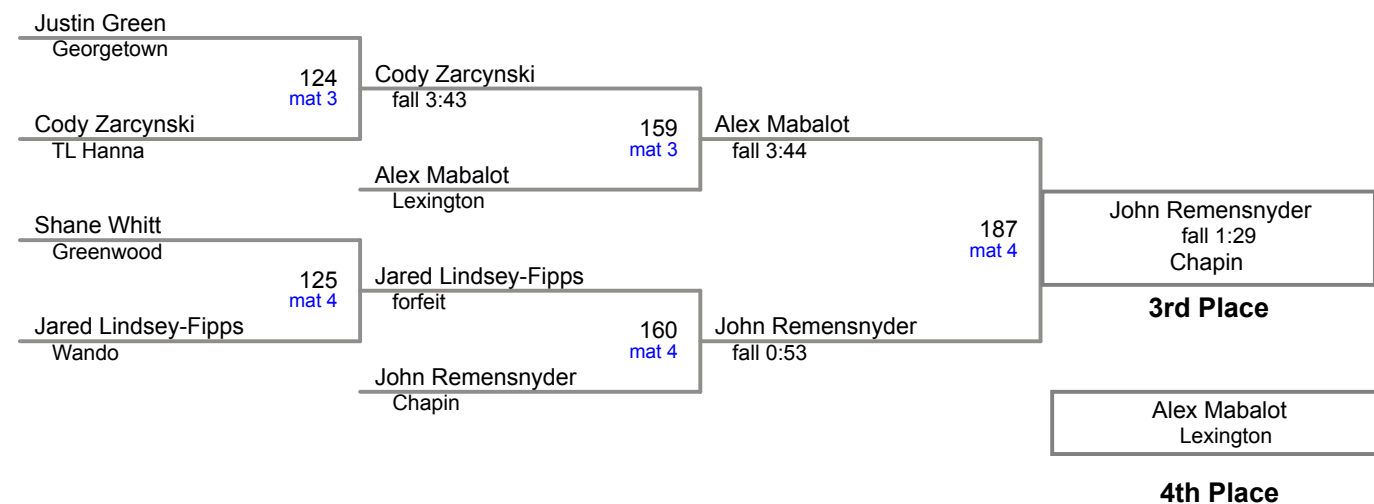 Justin Green
Georgetown
124
mat 3
Cody Zarcynski
fall 3:43
Cody Zarcynski
TL Hanna
159
mat 3
Alex Mabalot
fall 3:44
Alex Mabalot
Lexington
Shane Whitt
Greenwood
187
mat 4
John Remensnyder
fall 1:29
Chapin
3rd Place
125
mat 4
Jared Lindsey-Fipps
forfeit
Jared Lindsey-Fipps
Wando
160
mat 4
John Remensnyder
fall 0:53
John Remensnyder
Chapin
Alex Mabalot
Lexington
4th Place